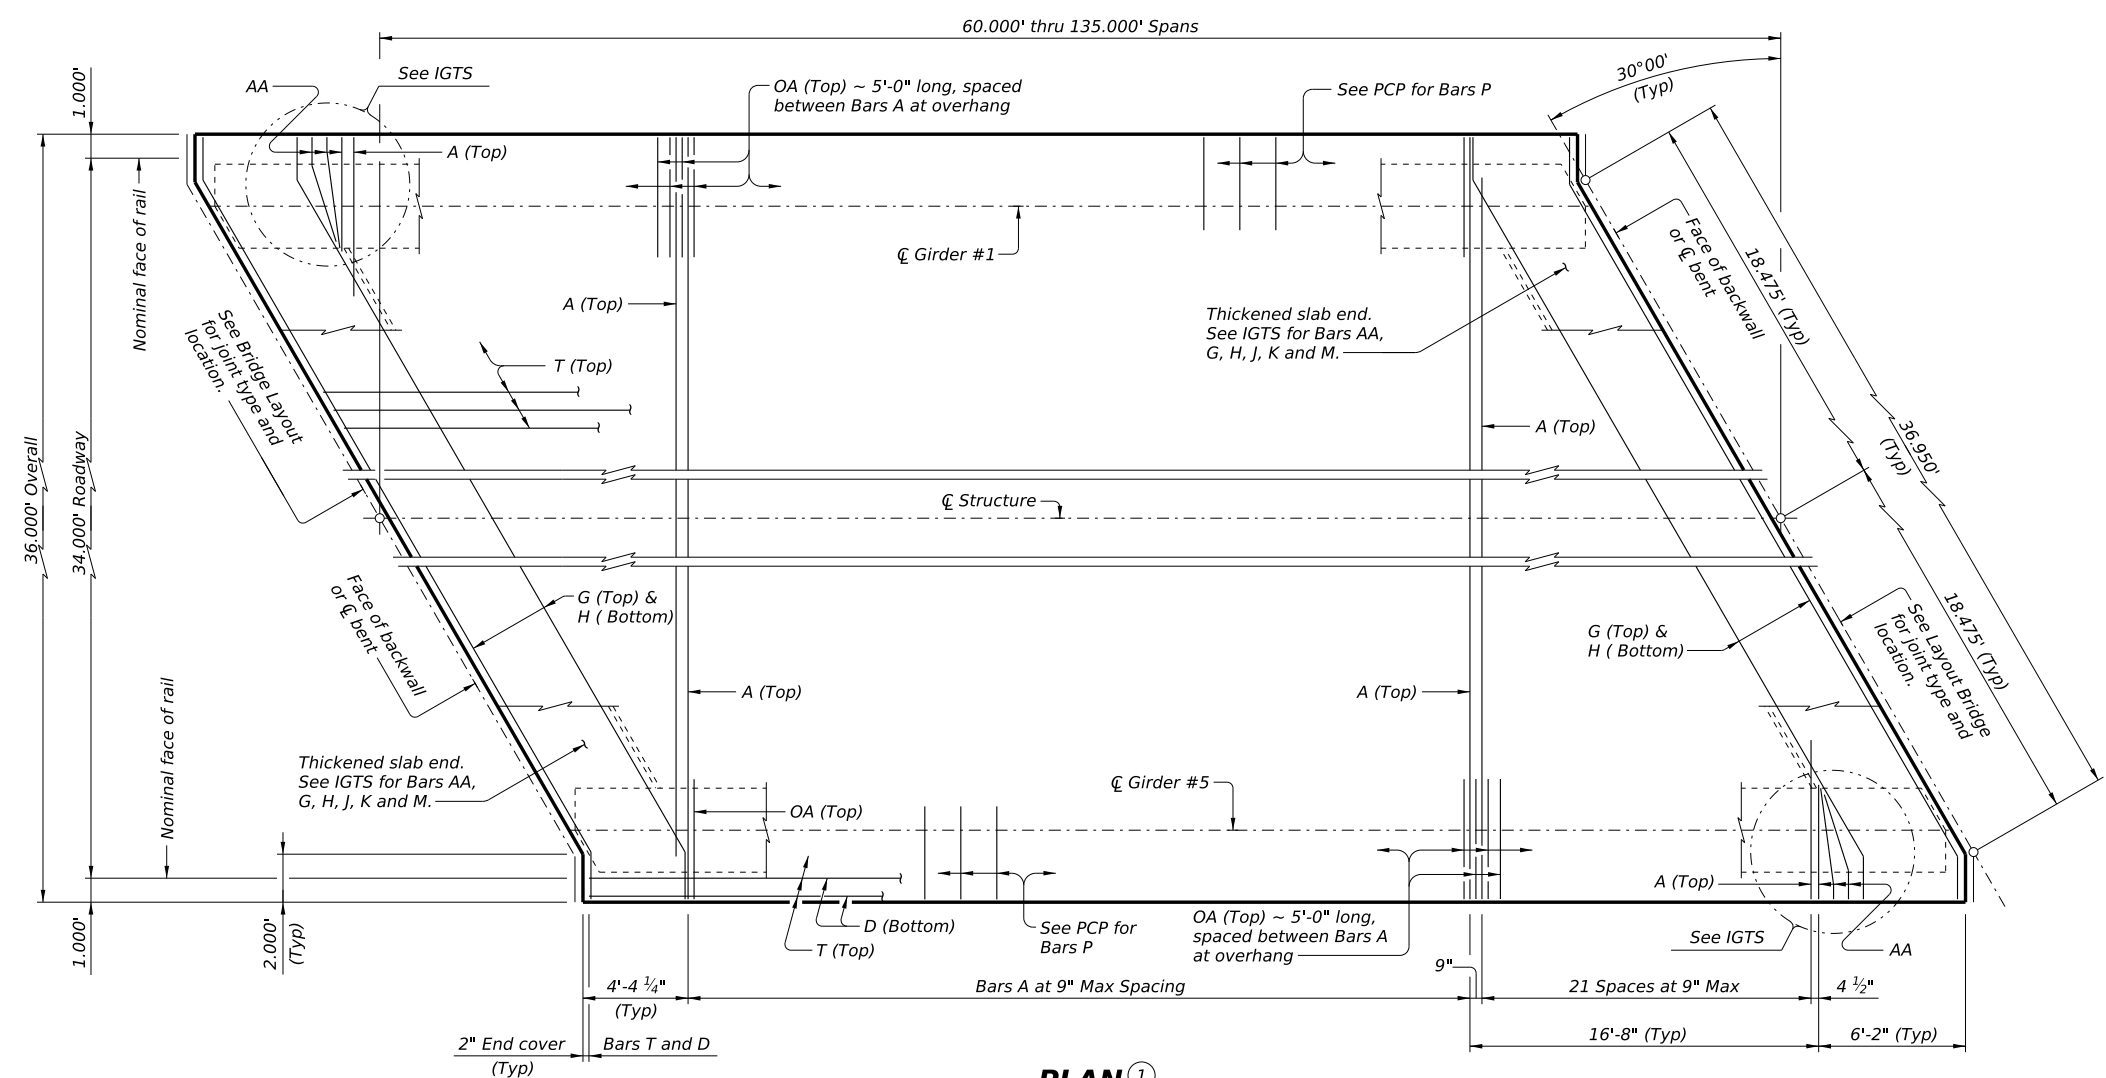 60.000' thru 135.000' Spans
30°00'
(Typ)
1.000'
AA
See IGTS
OA (Top) ~ 5'-0" long, spaced
between Bars A at overhang
See PCP for Bars P
A (Top)
Nominal face of rail
℄ Girder #1
Face of backwall
or ℄ bent
18.475' (Typ)
A (Top)
Thickened slab end.
See IGTS for Bars AA,
G, H, J, K and M.
See Bridge Layout
for joint type and
location.
T (Top)
A (Top)
36.950'
(Typ)
36.000' Overall
34.000' Roadway
℄ Structure
Face of backwall
or ℄ bent
G (Top) &
H ( Bottom)
G (Top) &
H ( Bottom)
18.475' (Typ)
See Layout Bridge
for joint type and
location.
A (Top)
A (Top)
Nominal face of rail
Thickened slab end.
See IGTS for Bars AA,
G, H, J, K and M.
℄ Girder #5
OA (Top)
A (Top)
1.000'
2.000'
(Typ)
D (Bottom)
T (Top)
See PCP for
Bars P
OA (Top) ~ 5'-0" long,
spaced between Bars A
at overhang
See IGTS
AA
9"
4'-4 ¼"
(Typ)
Bars A at 9" Max Spacing
21 Spaces at 9" Max
4 ½"
16'-8" (Typ)
6'-2" (Typ)
2" End cover
(Typ)
Bars T and D
PLAN 1